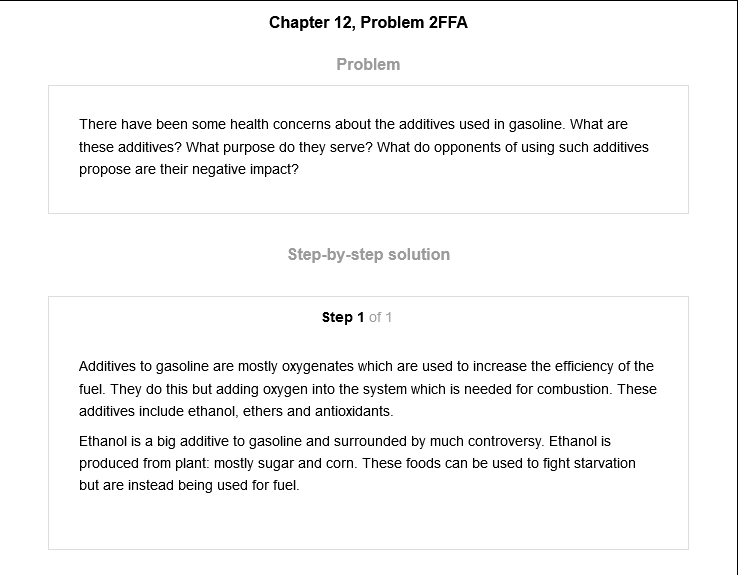 Chapter 12, Problem 2FFA
Problem
There have been some health concerns about the additives used in gasoline. What are
these additives? What purpose do they serve? What do opponents of using such additives
propose are their negative impact?
Step-by-step solution
Step 1 of 1
Additives to gasoline are mostly oxygenates which are used to increase the efficiency of the
fuel. They do this but adding oxygen into the system which is needed for combustion. These
additives include ethanol, ethers and antioxidants.
Ethanol is a big additive to gasoline and surrounded by much controversy. Ethanol is
produced from plant: mostly sugar and corn. These foods can be used to fight starvation
but are instead being used for fuel.